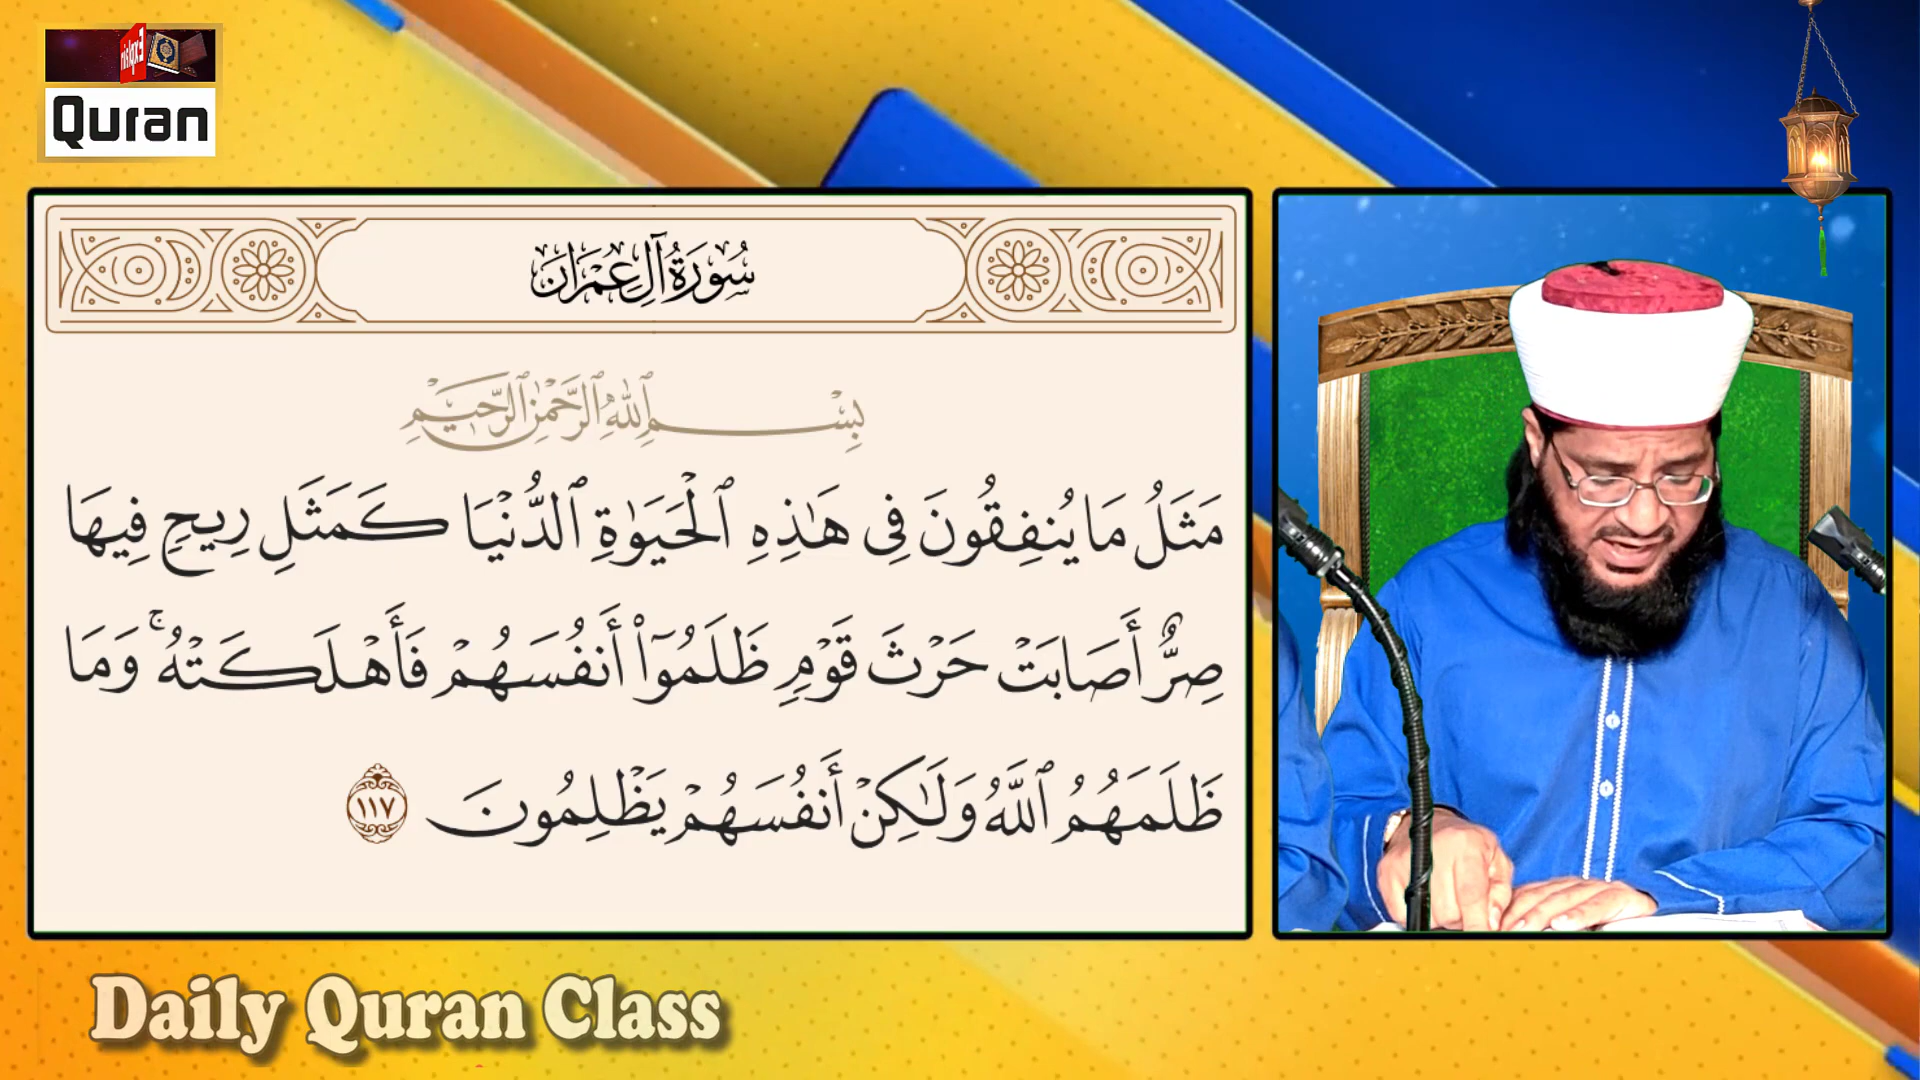 Explain
Quran
سُورَةُ آلِ عِمْرَانَ
بِسْمِ ٱللَّهِ ٱلرَّحْمَٰنِ ٱلرَّحِيمِ
مَثَلُ مَا يُنفِقُونَ فِى هَٰذِهِ ٱلْحَيَوٰةِ ٱلدُّنْيَا كَمَثَلِ رِيحٍ فِيهَا
صِرٌّ أَصَابَتْ حَرْثَ قَوْمٍ ظَلَمُوٓا۟ أَنفُسَهُمْ فَأَهْلَكَتْهُ ۚ وَمَا
ظَلَمَهُمُ ٱللَّهُ وَلَٰكِنْ أَنفُسَهُمْ يَظْلِمُونَ ١١٧
Daily Quran Class